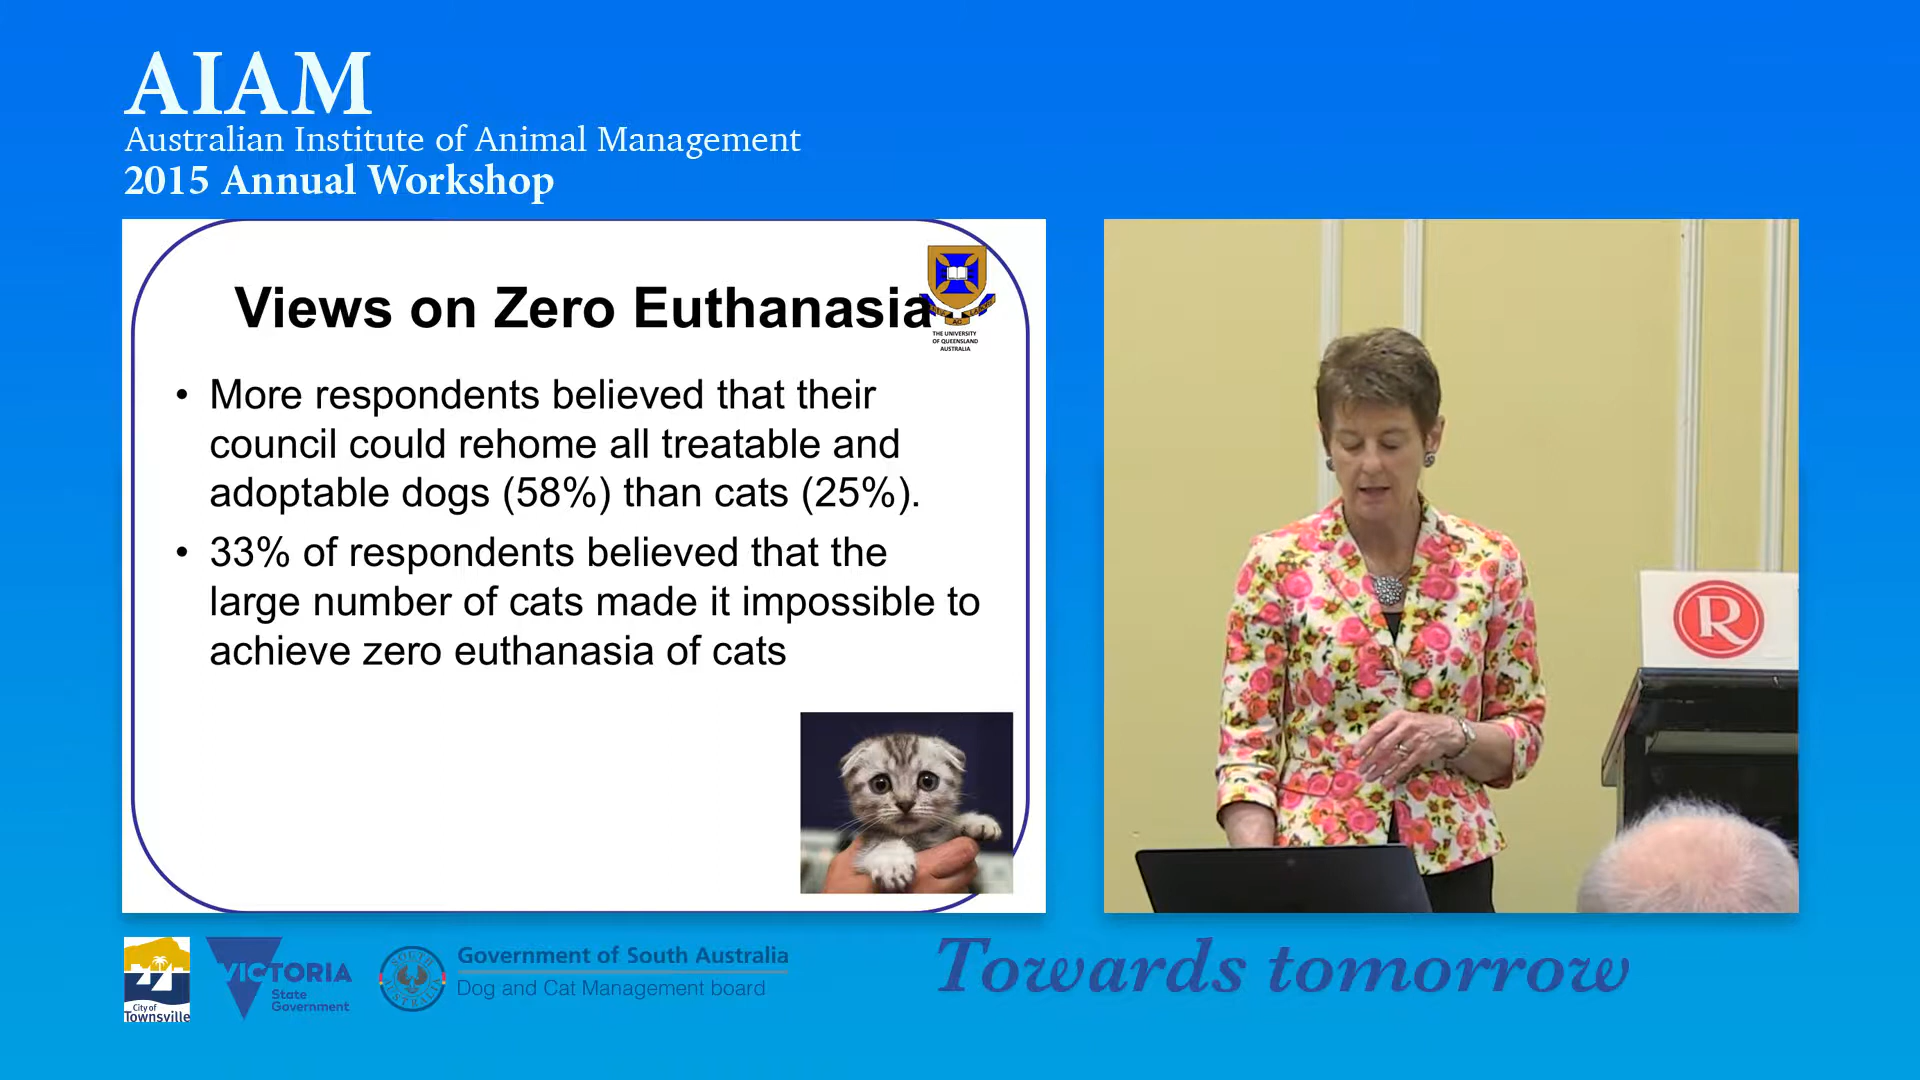 AIAM
Australian Institute of Animal Management
2015 Annual Workshop
Views on Zero Euthanasia
THE UNIVERSITY
OF QUEENSLAND
AUSTRALIA
• More respondents believed that their
council could rehome all treatable and
adoptable dogs (58%) than cats (25%).
• 33% of respondents believed that the
large number of cats made it impossible to
achieve zero euthanasia of cats
R
City of
Townsville
VICTORIA
State
Government
SOUTH
AUSTRALIA
Government of South Australia
Dog and Cat Management board
Towards tomorrow